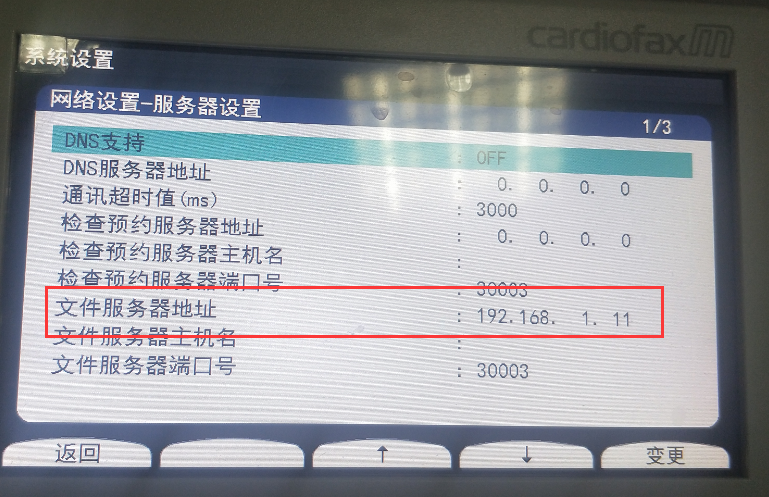 cardiofax M
系统设置
网络设置-服务器设置
1/3
DNS支持 : OFF
DNS服务器地址 : 0. 0. 0. 0
通讯超时值(ms) : 3000
检查预约服务器地址 : 0. 0. 0. 0
检查预约服务器主机名 :
检查预约服务器端口号 : 30003
文件服务器地址 : 192.168. 1. 11
文件服务器主机名 :
文件服务器端口号 : 30003
返回 ↑ ↓ 变更